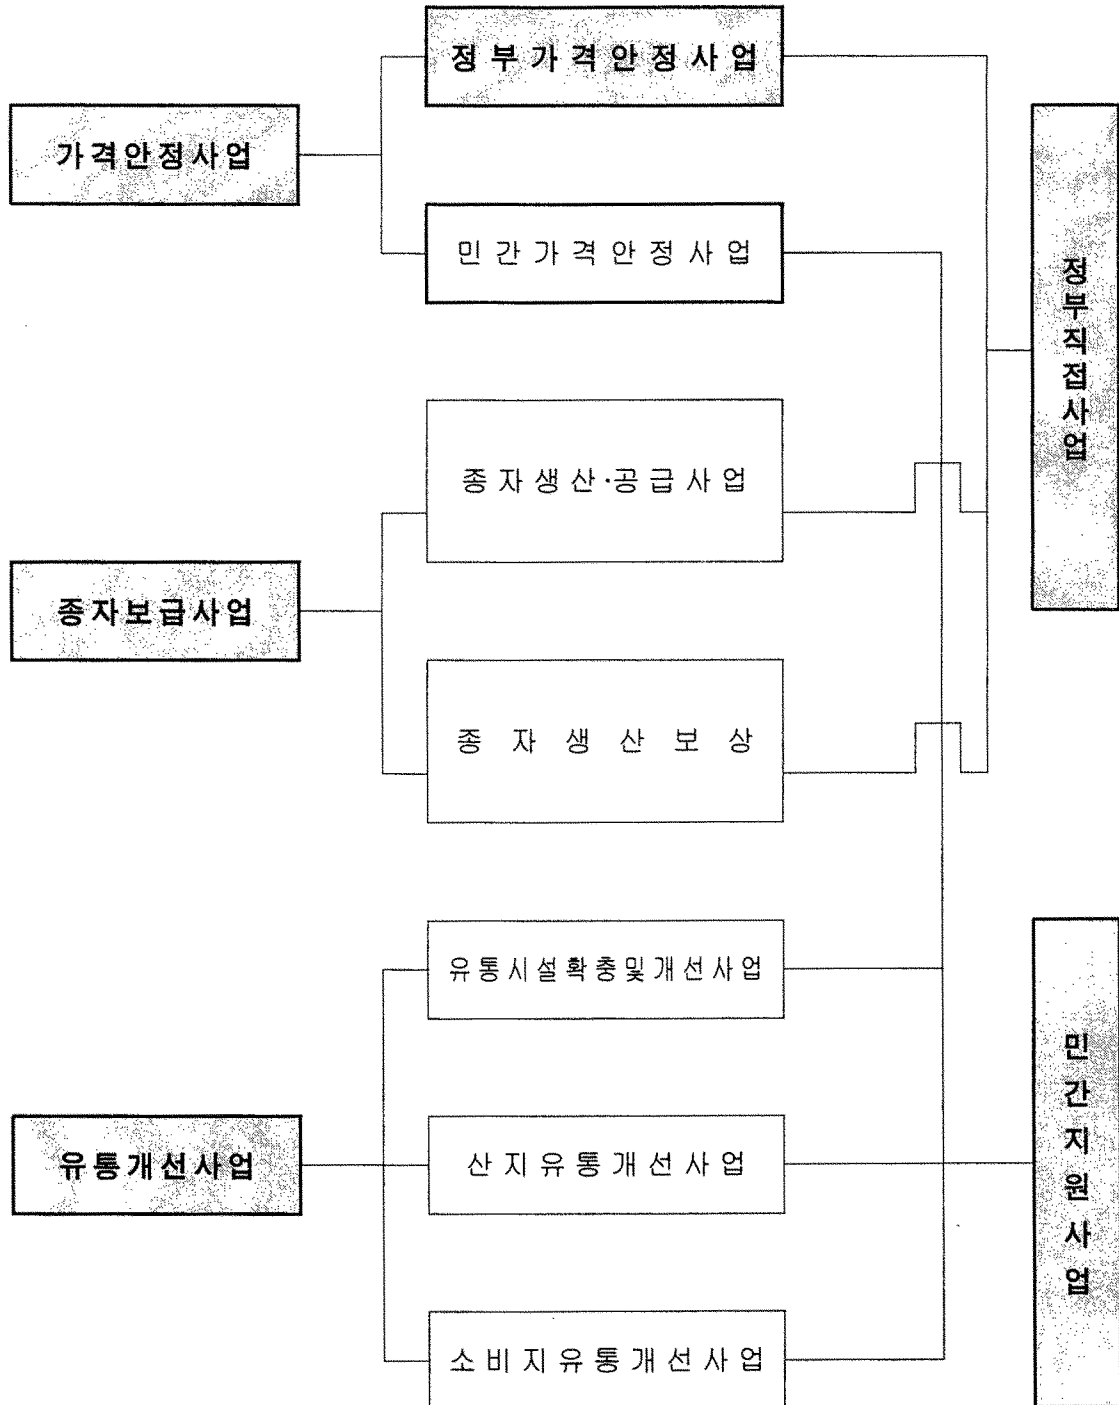 정부가격안정사업
가격안정사업
민간가격안정사업
정부직접사업
종자생산·공급사업
종자보급사업
종자생산보상
유통시설확충및개선사업
민간지원사업
유통개선사업
산지유통개선사업
소비지유통개선사업